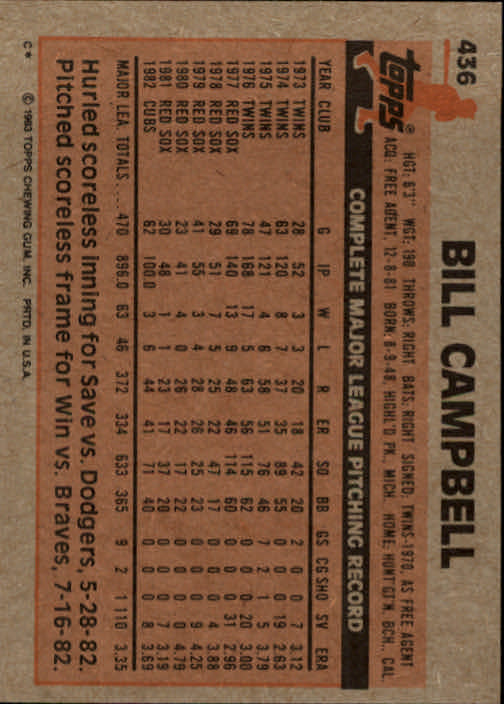 436
topps®
BILL CAMPBELL
HGT: 6'3" WGT: 190 THROWS: RIGHT BATS: RIGHT SIGNED: TWINS-1970, AS FREE AGENT
ACQ: FREE AGENT, 12-8-81 BORN: 8-9-48, HIGHL'D PK., MICH. HOME: HUNT'GT'N. BCH., CAL.
COMPLETE MAJOR LEAGUE PITCHING RECORD
YEAR CLUB G IP W L R ER SO BB GS CG SHO SV ERA
1973 TWINS 28 52 3 3 20 18 42 20 2 0 0 7 3.12
1974 TWINS 63 120 8 7 37 35 89 55 0 0 0 19 2.63
1975 TWINS 47 121 4 6 58 51 76 46 7 2 1 5 3.79
1976 TWINS 78 168 17 5 63 56 115 62 0 0 0 20 3.00
1977 RED SOX 69 140 13 9 48 46 114 60 0 0 0 31 2.96
1978 RED SOX 29 51 7 5 25 22 47 17 0 0 0 4 3.88
1979 RED SOX 41 55 3 4 28 26 25 23 0 0 0 9 4.25
1980 RED SOX 23 41 4 0 26 22 17 22 0 0 0 0 4.79
1981 RED SOX 30 48 1 1 23 17 37 20 0 0 0 7 3.19
1982 CUBS 62 100.0 3 6 44 41 71 40 0 0 0 8 3.69
MAJOR LEA. TOTALS.... 470 896.0 63 46 372 334 633 365 9 2 1 110 3.35
Hurled scoreless inning for Save vs. Dodgers, 5-28-82.
Pitched scoreless frame for Win vs. Braves, 7-16-82.
C* © 1983 TOPPS CHEWING GUM, INC. PRTD. IN U.S.A.